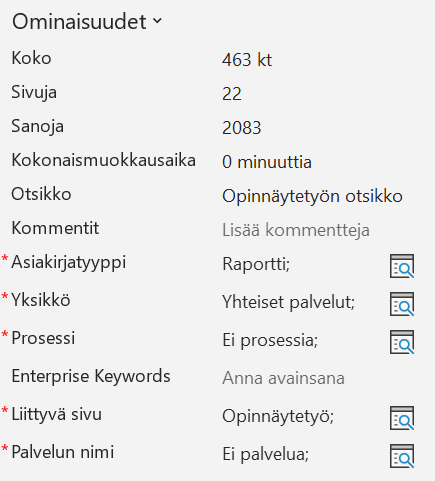 Ominaisuudet
Koko 463 kt
Sivuja 22
Sanoja 2083
Kokonaismuokkausaika 0 minuuttia
Otsikko Opinnäytetyön otsikko
Kommentit Lisää kommentteja
*Asiakirjatyyppi Raportti;
*Yksikkö Yhteiset palvelut;
*Prosessi Ei prosessia;
Enterprise Keywords Anna avainsana
*Liittyvä sivu Opinnäytetyö;
*Palvelun nimi Ei palvelua;